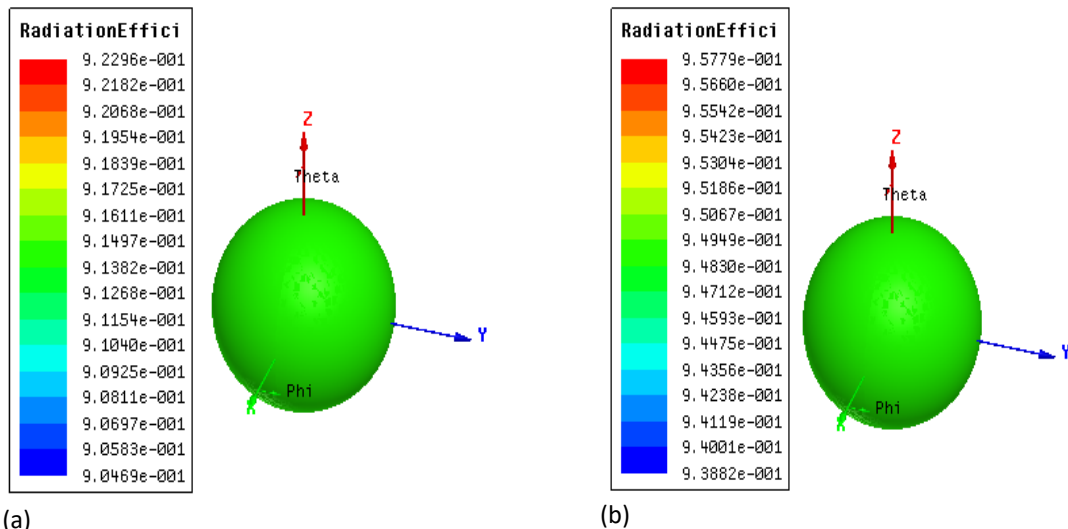 RadiationEffici
9.2296e-001
9.2182e-001
9.2068e-001
9.1954e-001
9.1839e-001
9.1725e-001
9.1611e-001
9.1497e-001
9.1382e-001
9.1268e-001
9.1154e-001
9.1040e-001
9.0925e-001
9.0811e-001
9.0697e-001
9.0583e-001
9.0469e-001
Z
Theta
Y
Phi
X
(a)
RadiationEffici
9.5779e-001
9.5660e-001
9.5542e-001
9.5423e-001
9.5304e-001
9.5186e-001
9.5067e-001
9.4949e-001
9.4830e-001
9.4712e-001
9.4593e-001
9.4475e-001
9.4356e-001
9.4238e-001
9.4119e-001
9.4001e-001
9.3882e-001
Z
Theta
Y
Phi
X
(b)